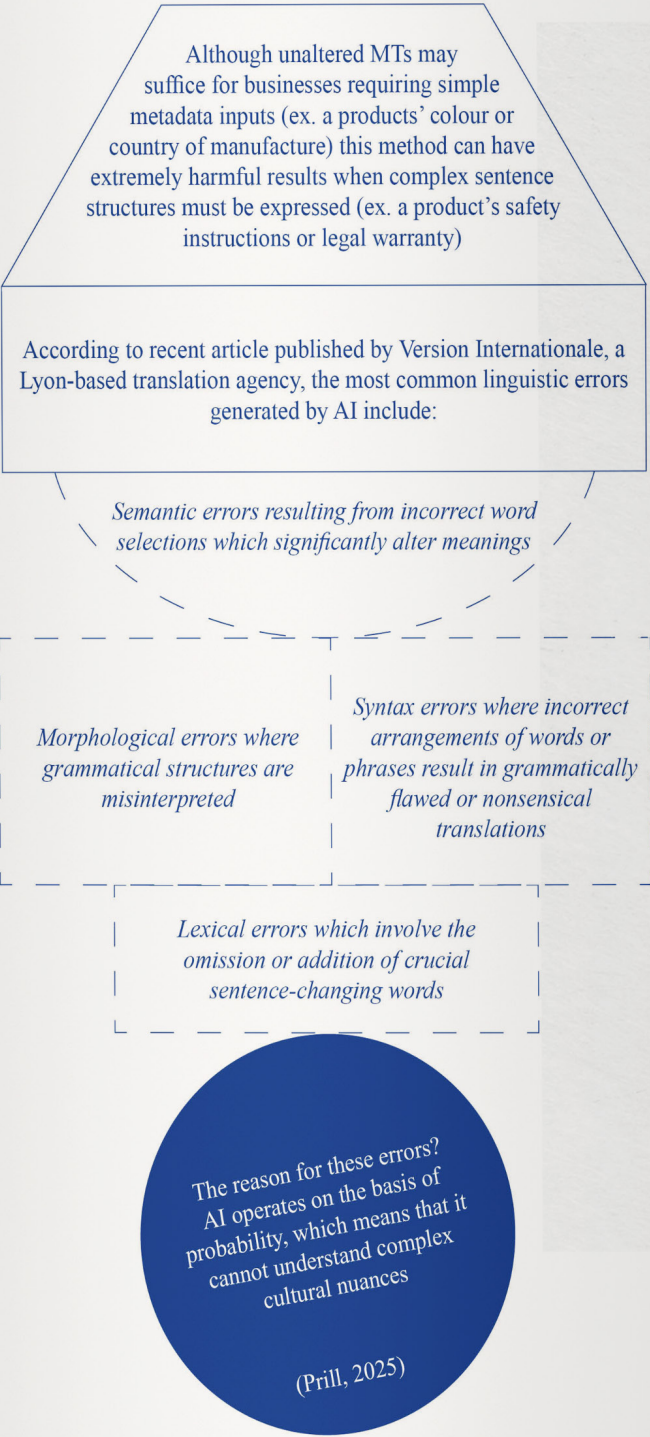 Although unaltered MTs may
suffice for businesses requiring simple
metadata inputs (ex. a products’ colour or
country of manufacture) this method can have
extremely harmful results when complex sentence
structures must be expressed (ex. a product’s safety
instructions or legal warranty)
According to recent article published by Version Internationale, a
Lyon-based translation agency, the most common linguistic errors
generated by AI include:
Semantic errors resulting from incorrect word
selections which significantly alter meanings
Morphological errors where
grammatical structures are
misinterpreted
Syntax errors where incorrect
arrangements of words or
phrases result in grammatically
flawed or nonsensical
translations
Lexical errors which involve the
omission or addition of crucial
sentence-changing words
The reason for these errors?
AI operates on the basis of
probability, which means that it
cannot understand complex
cultural nuances
(Prill, 2025)